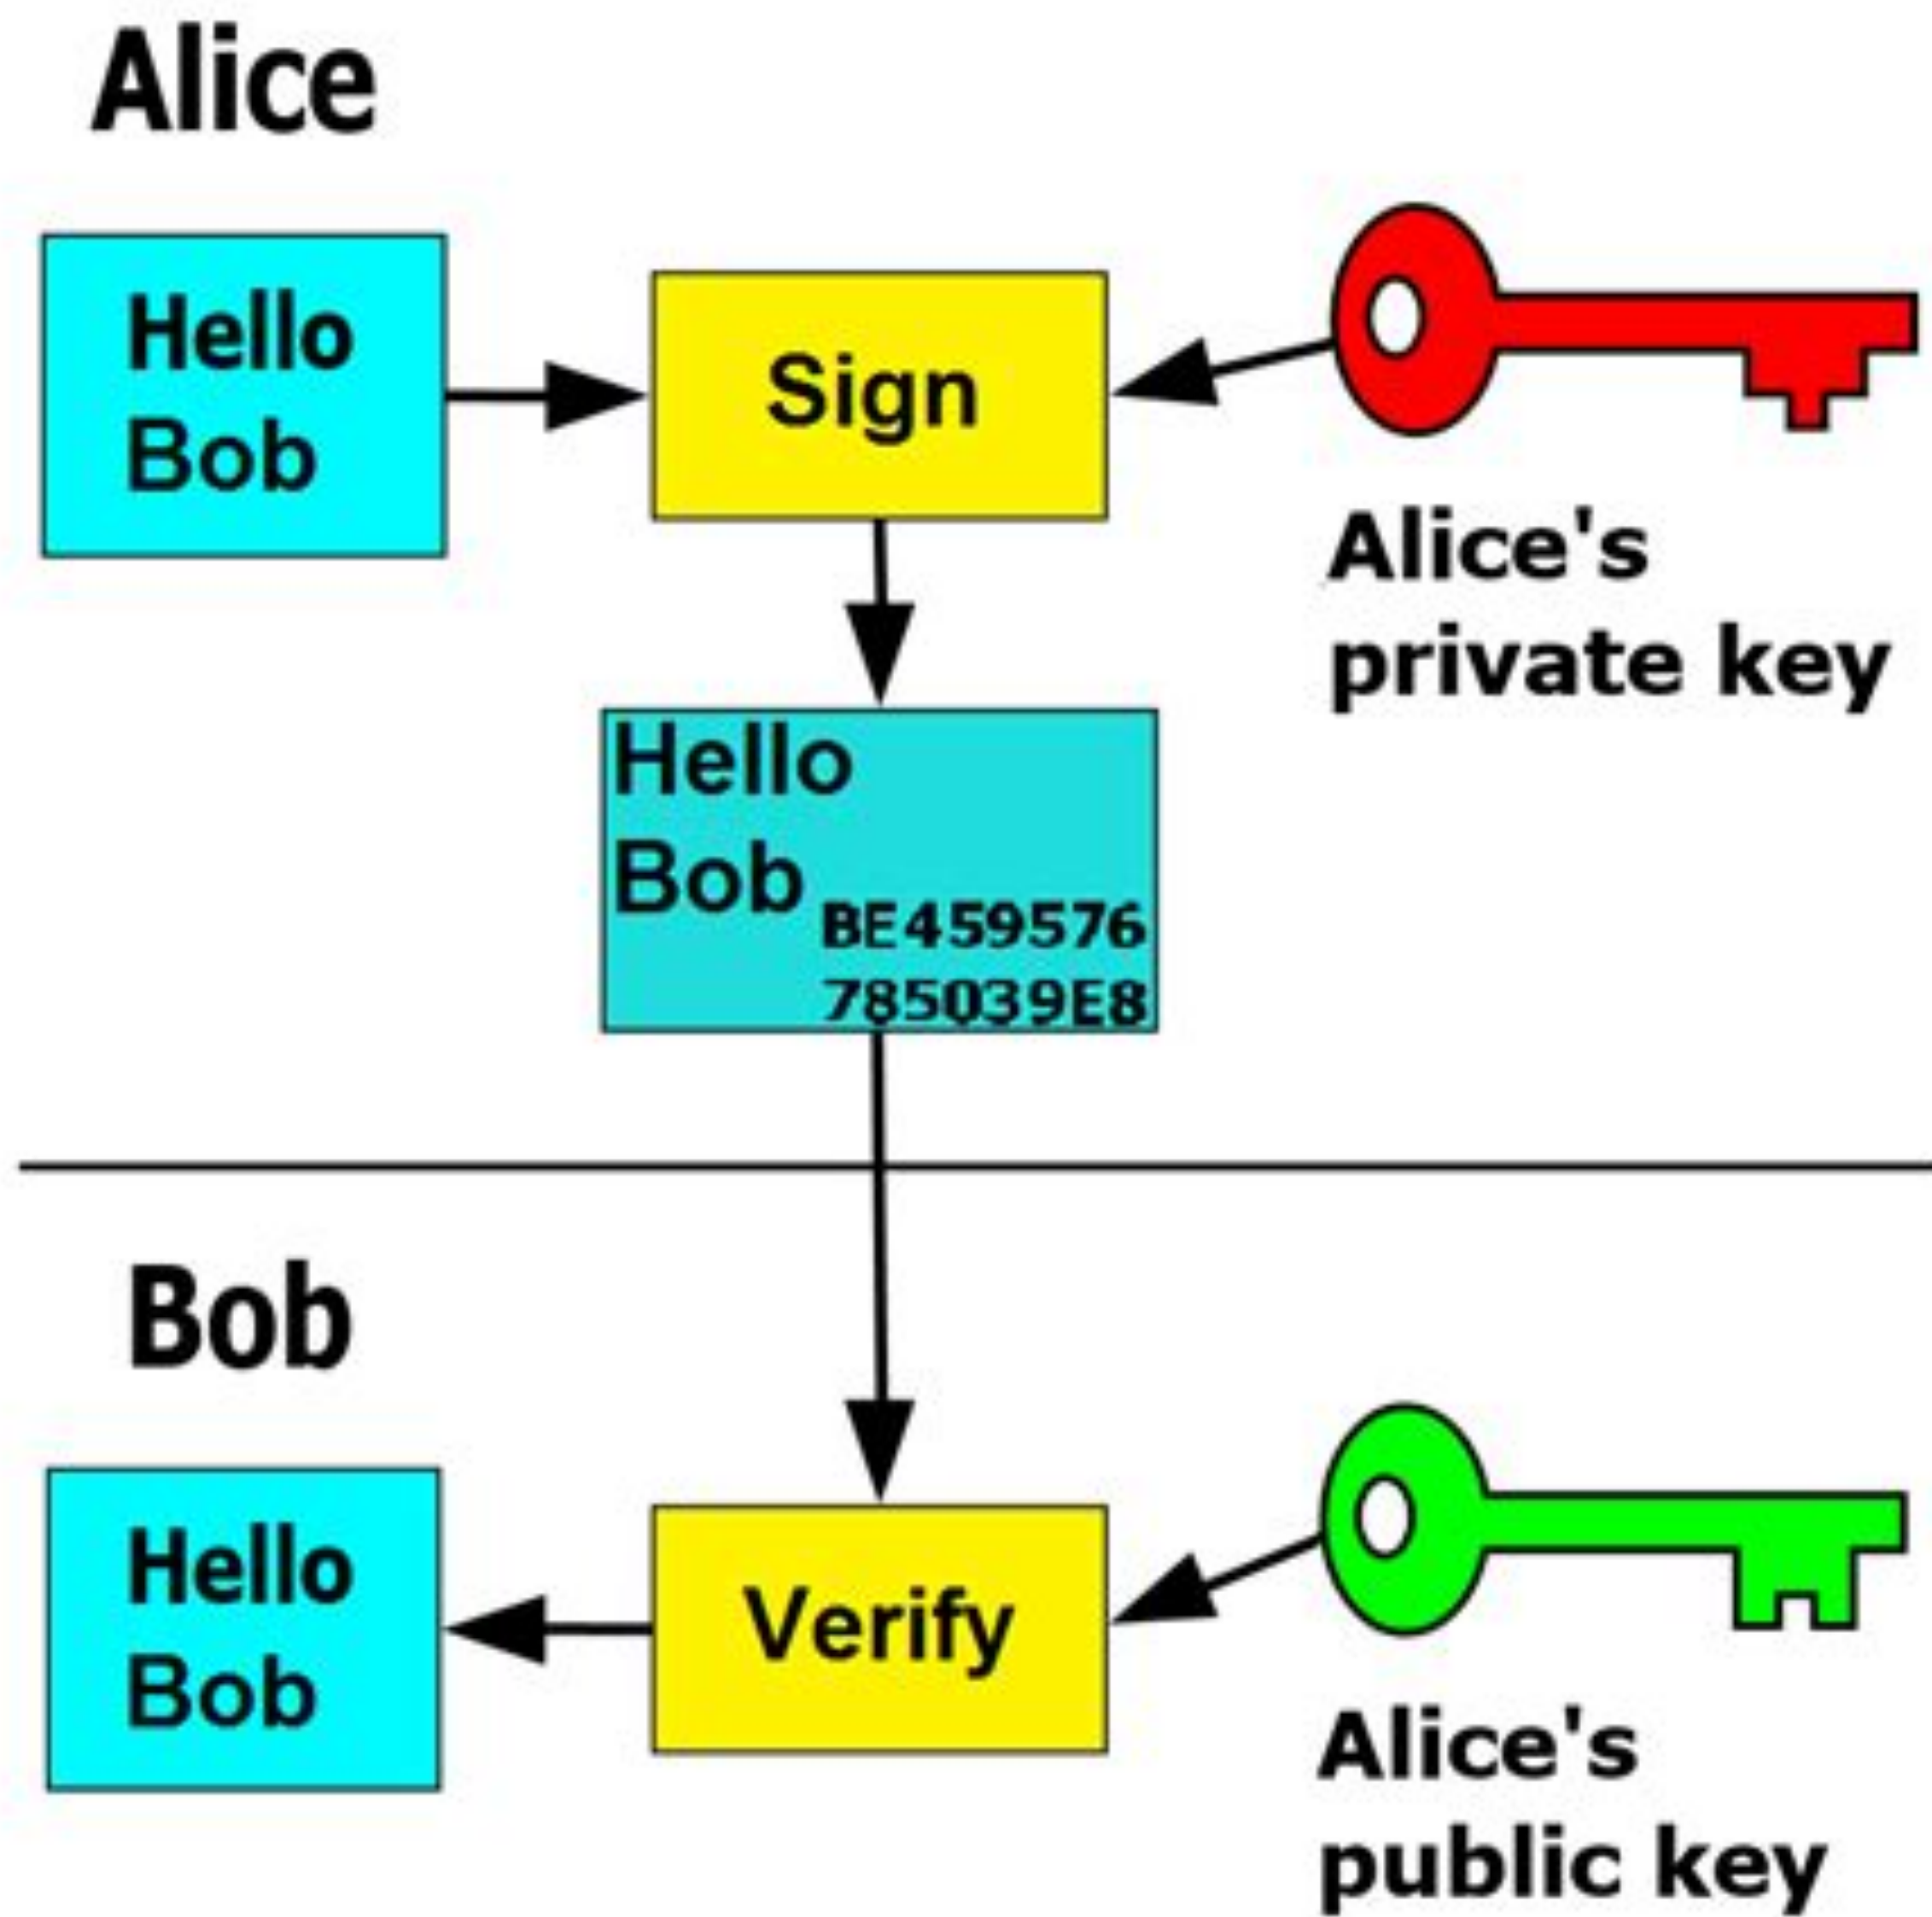 Alice
Hello
Bob
Sign
Alice's
private key
Hello
Bob
BE459576
785039E8
Bob
Hello
Bob
Verify
Alice's
public key